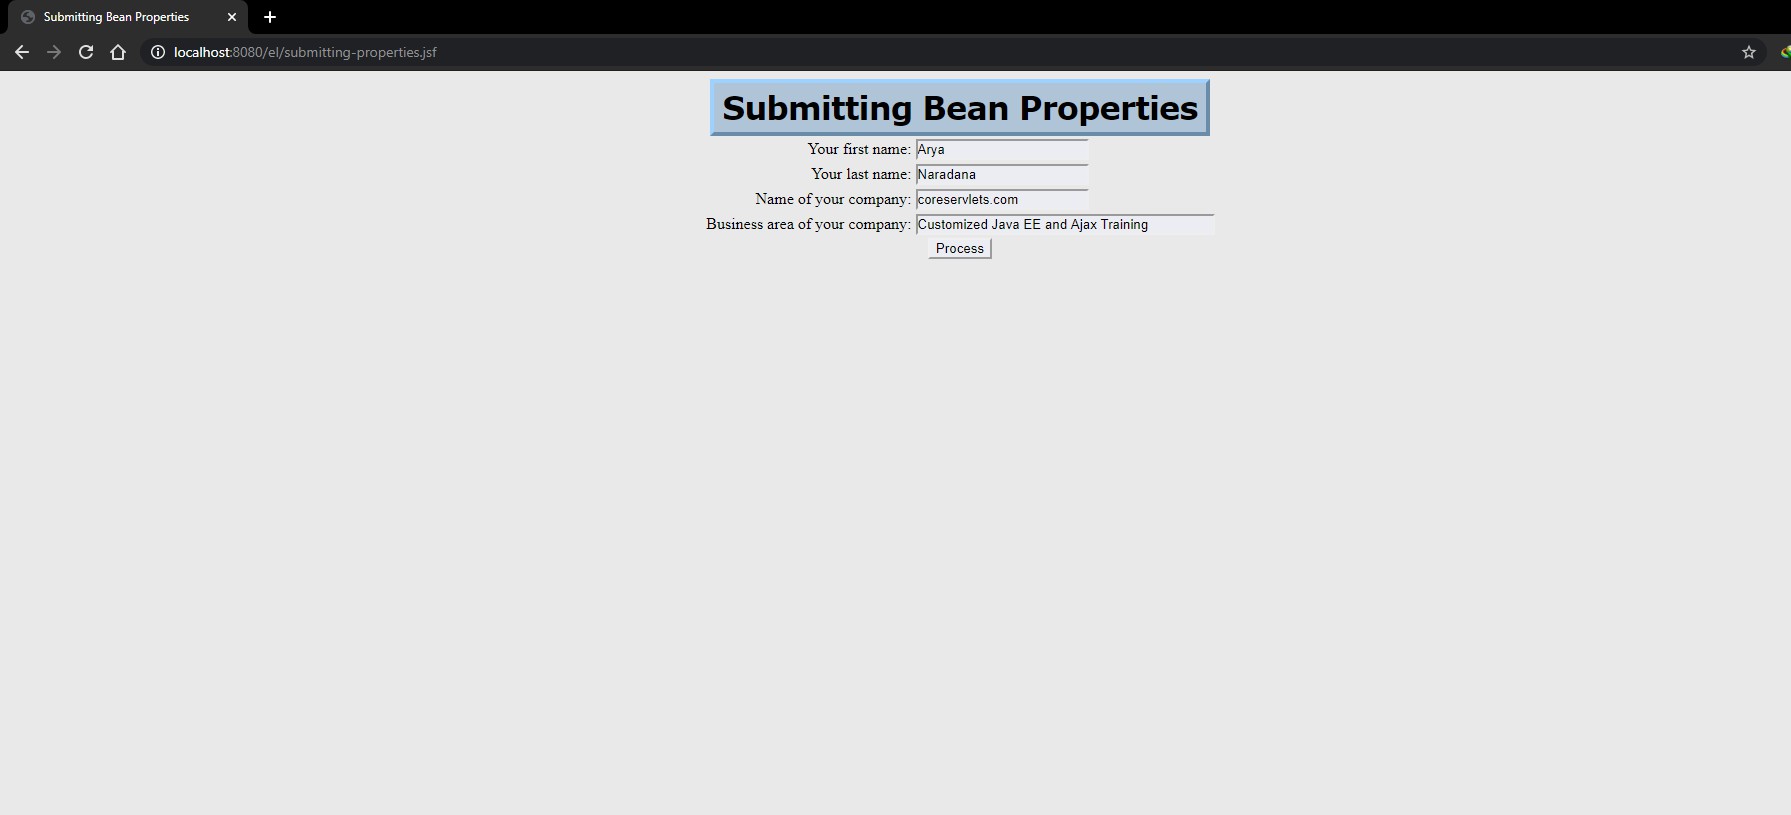 Submitting Bean Properties
localhost:8080/el/submitting-properties.jsf
Submitting Bean Properties
Your first name: Arya
Your last name: Naradana
Name of your company: coreservlets.com
Business area of your company: Customized Java EE and Ajax Training
Process